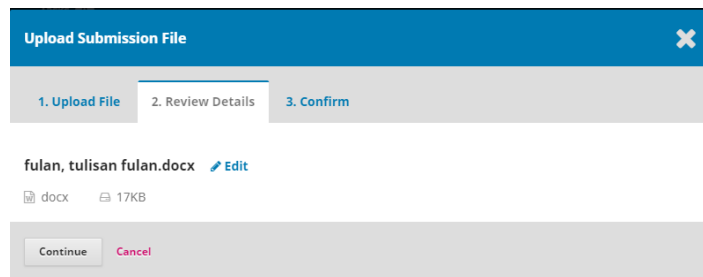 Upload Submission File
1. Upload File 2. Review Details 3. Confirm
fulan, tulisan fulan.docx Edit
docx 17KB
Continue Cancel